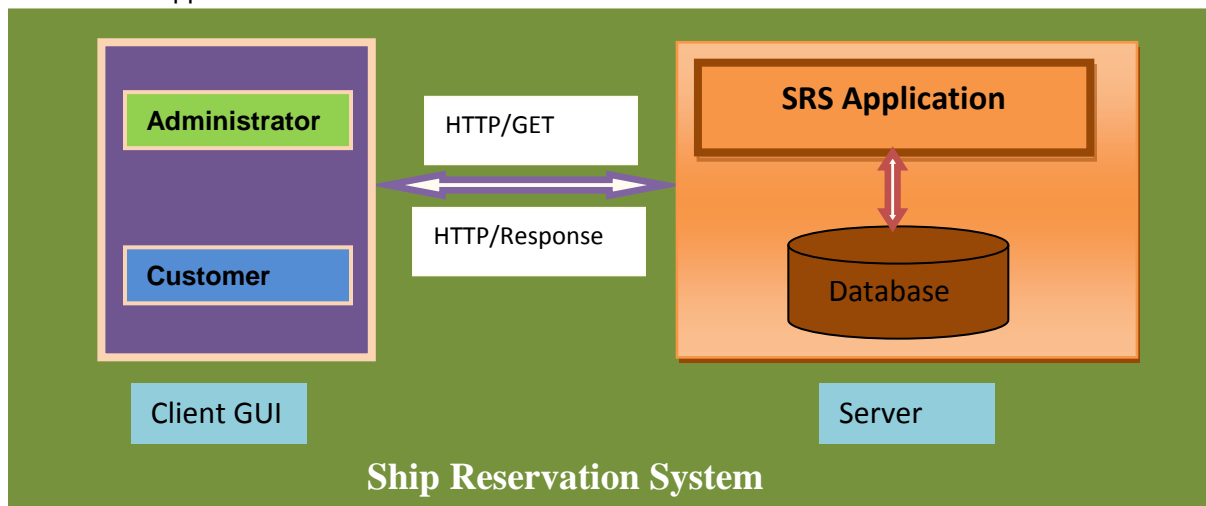 Administrator
Customer
HTTP/GET
HTTP/Response
SRS Application
Database
Client GUI
Server
Ship Reservation System